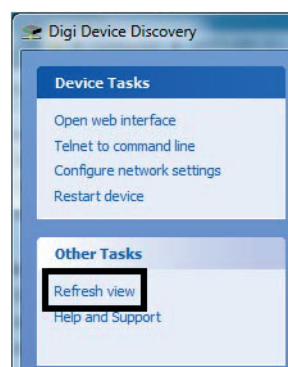 Digi Device Discovery
Device Tasks
Open web interface
Telnet to command line
Configure network settings
Restart device
Other Tasks
Refresh view
Help and Support